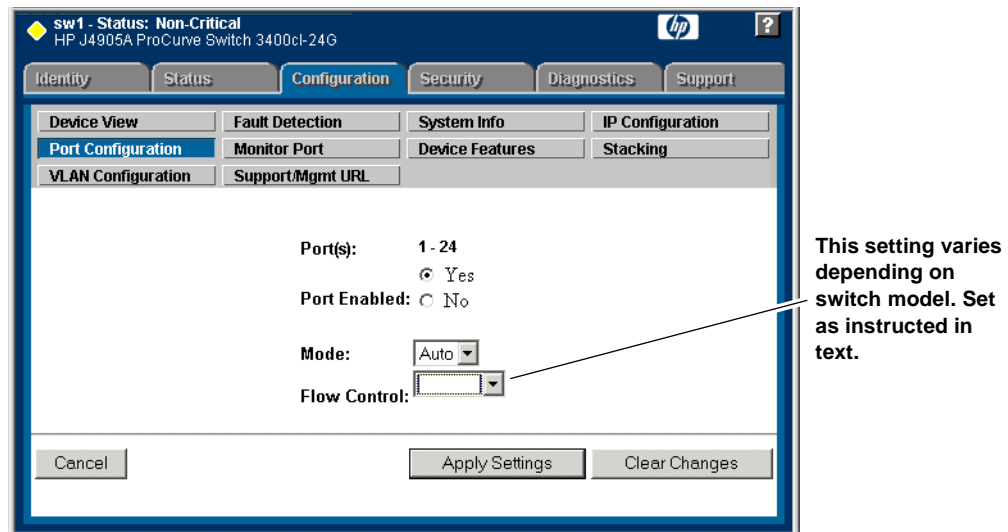 sw1 - Status: Non-Critical
HP J4905A ProCurve Switch 3400cl-24G
hp
?
Identity Status Configuration Security Diagnostics Support
Device View Fault Detection System Info IP Configuration
Port Configuration Monitor Port Device Features Stacking
VLAN Configuration Support/Mgmt URL
Port(s): 1 - 24
Yes
Port Enabled: No
Mode: Auto
Flow Control:
This setting varies
depending on
switch model. Set
as instructed in
text.
Cancel Apply Settings Clear Changes